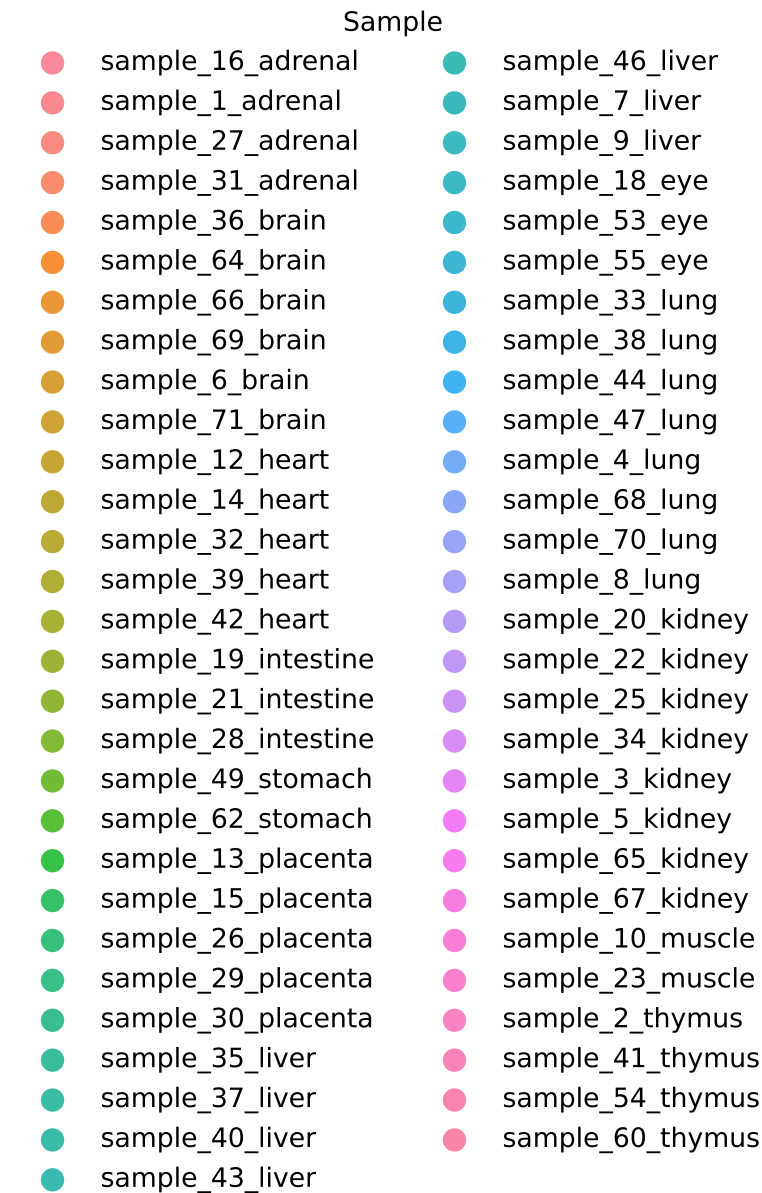 Sample
sample_16_adrenal
sample_1_adrenal
sample_27_adrenal
sample_31_adrenal
sample_36_brain
sample_64_brain
sample_66_brain
sample_69_brain
sample_6_brain
sample_71_brain
sample_12_heart
sample_14_heart
sample_32_heart
sample_39_heart
sample_42_heart
sample_19_intestine
sample_21_intestine
sample_28_intestine
sample_49_stomach
sample_62_stomach
sample_13_placenta
sample_15_placenta
sample_26_placenta
sample_29_placenta
sample_30_placenta
sample_35_liver
sample_37_liver
sample_40_liver
sample_43_liver
sample_46_liver
sample_7_liver
sample_9_liver
sample_18_eye
sample_53_eye
sample_55_eye
sample_33_lung
sample_38_lung
sample_44_lung
sample_47_lung
sample_4_lung
sample_68_lung
sample_70_lung
sample_8_lung
sample_20_kidney
sample_22_kidney
sample_25_kidney
sample_34_kidney
sample_3_kidney
sample_5_kidney
sample_65_kidney
sample_67_kidney
sample_10_muscle
sample_23_muscle
sample_2_thymus
sample_41_thymus
sample_54_thymus
sample_60_thymus